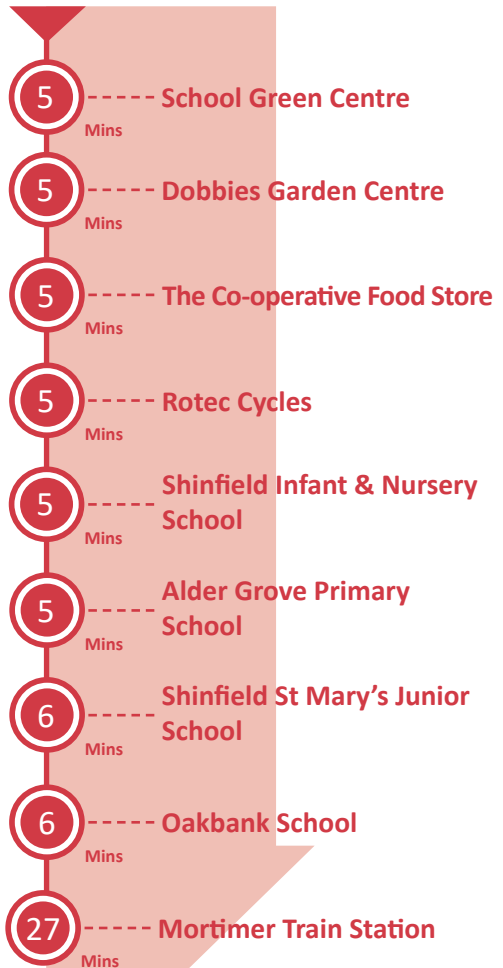 5
Mins
School Green Centre
5
Mins
Dobbies Garden Centre
5
Mins
The Co-operative Food Store
5
Mins
Rotec Cycles
5
Mins
Shinfield Infant & Nursery
School
5
Mins
Alder Grove Primary
School
6
Mins
Shinfield St Mary’s Junior
School
6
Mins
Oakbank School
27
Mins
Mortimer Train Station